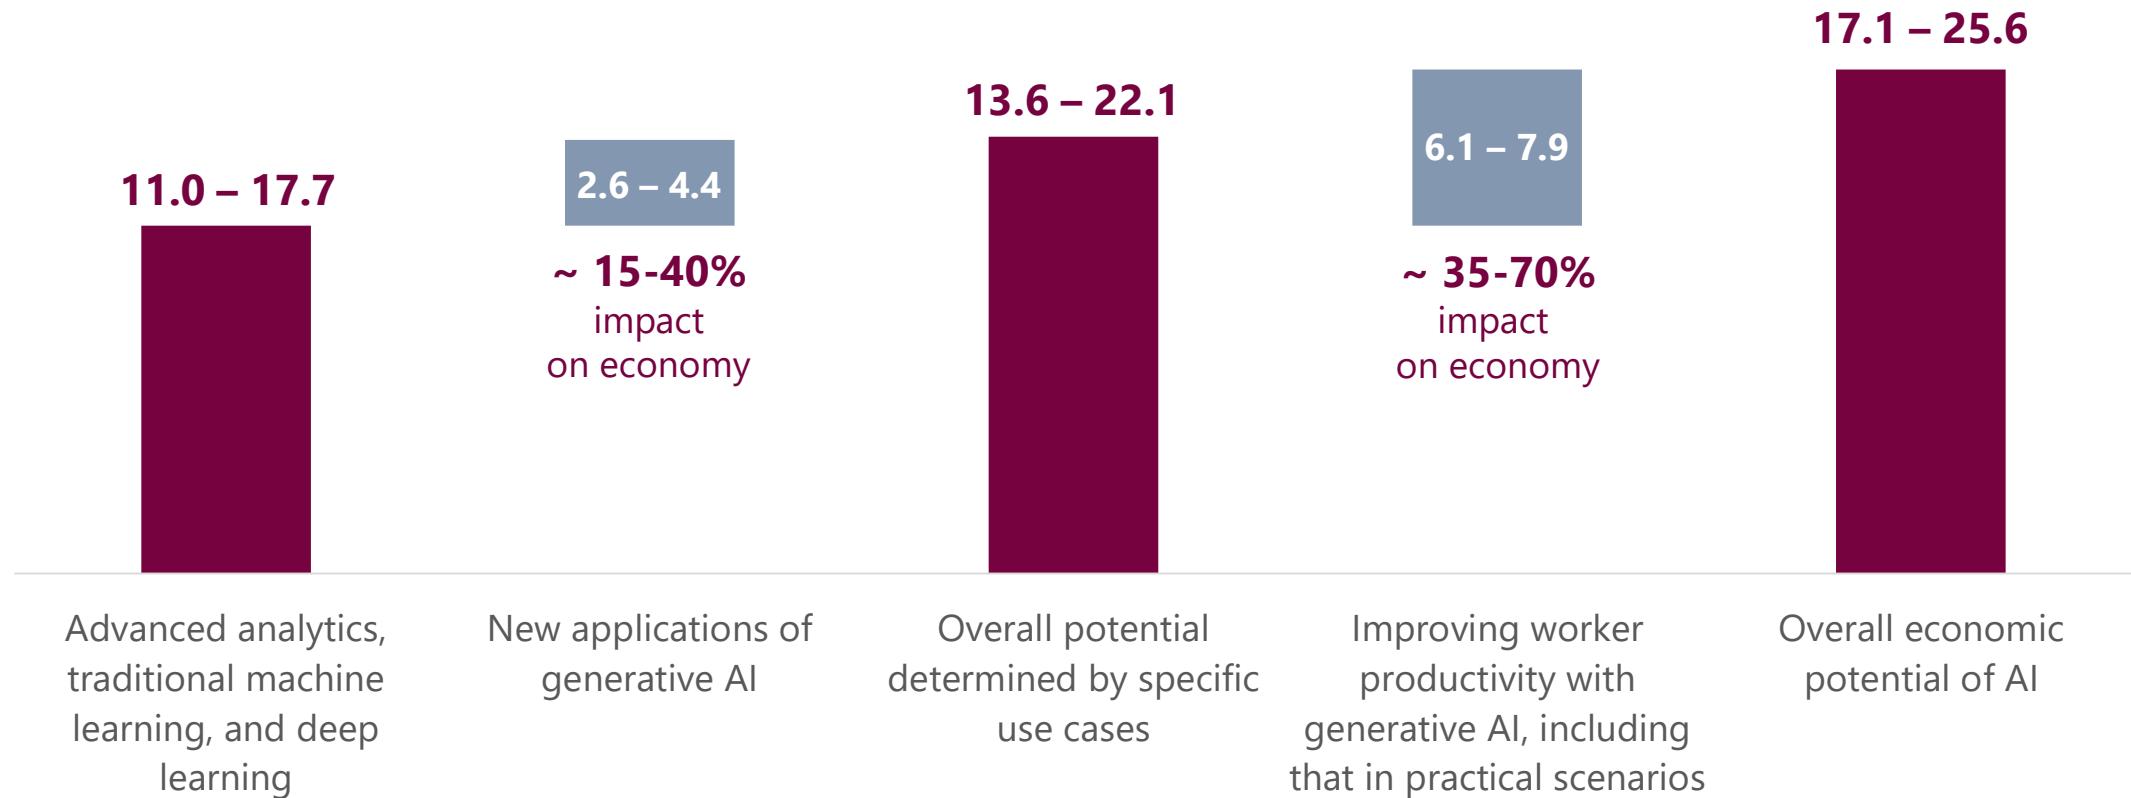 17.1 – 25.6
13.6 – 22.1
6.1 – 7.9
11.0 – 17.7
2.6 – 4.4
~ 15-40%
impact
on economy
~ 35-70%
impact
on economy
Advanced analytics,
traditional machine
learning, and deep
learning
New applications of
generative AI
Overall potential
determined by specific
use cases
Improving worker
productivity with
generative AI, including
that in practical scenarios
Overall economic
potential of AI